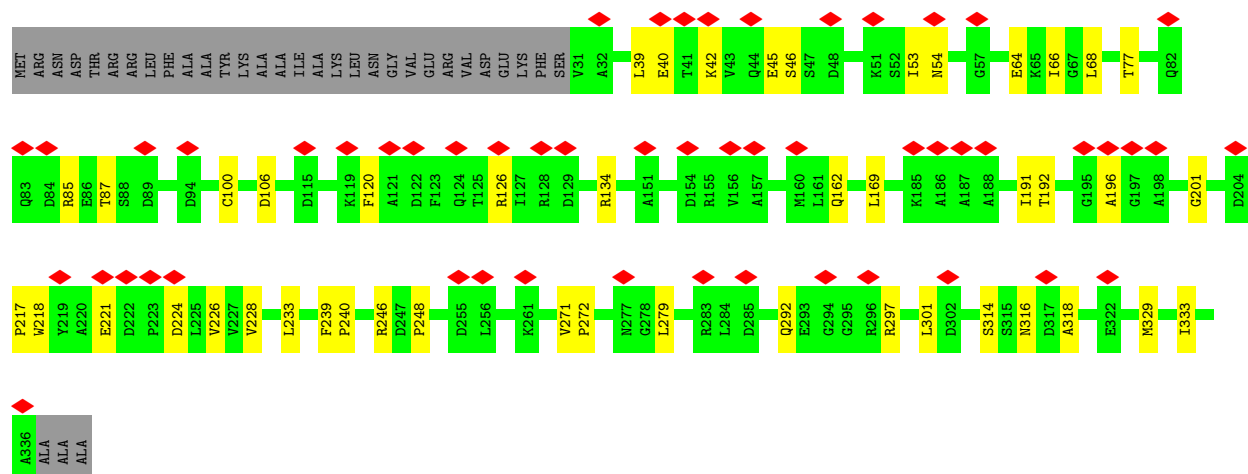 MET ARG ASN ASP THR ARG ARG LEU PHE ALA ALA TYR LYS ALA ALA ILE ALA LYS LEU ASN GLY VAL GLU ARG VAL ASP GLU LYS PHE SER V31 A32 L39 E40 T41 K42 V43 Q44 E45 S46 S47 D48 K51 S52 I53 N54 G57 E64 K65 I66 G67 L68 T77 Q82
Q83 D84 R85 E86 T87 S88 D89 D94 C100 D106 D115 K119 F120 A121 D122 F123 Q124 T125 R126 I127 R128 D129 R134 A151 D154 R155 V156 A157 M160 L161 Q162 L169 K185 A186 A187 A188 I191 T192 G195 A196 G197 A198 G201 D204
P217 W218 Y219 A220 E221 D222 P223 D224 L225 V226 V227 V228 L233 F239 P240 R246 D247 P248 D255 L256 K261 V271 P272 N277 G278 L279 R283 L284 D285 Q292 E293 G294 G295 R296 R297 L301 D302 S314 S315 N316 D317 A318 E322 M329 I333
A336 ALA ALA ALA